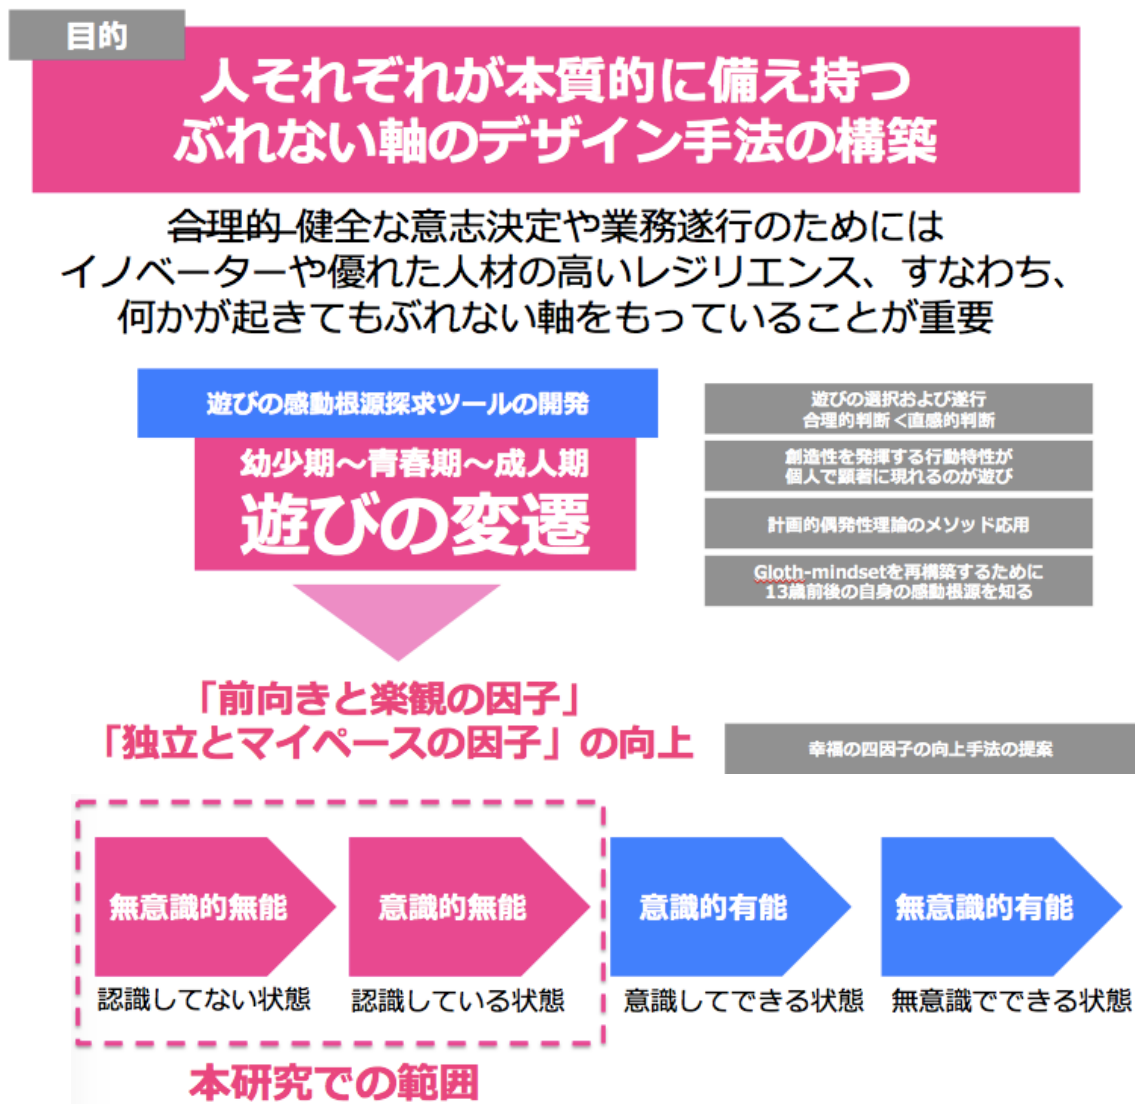 目的
人それぞれが本質的に備え持つ
ぶれない軸のデザイン手法の構築
合理的 健全な意志決定や業務遂行のためには
イノベーターや優れた人材の高いレジリエンス、すなわち、
何かが起きてもぶれない軸をもっていることが重要
遊びの感動根源探求ツールの開発
幼少期～青春期～成人期
遊びの変遷
遊びの選択および遂行
合理的判断＜直感的判断
創造性を発揮する行動特性が
個人で顕著に現れるのが遊び
計画的偶発性理論のメソッド応用
Gloth-mindsetを再構築するために
13歳前後の自身の感動根源を知る
「前向きと楽観の因子」
「独立とマイペースの因子」の向上
幸福の四因子の向上手法の提案
無意識的無能
意識的無能
意識的有能
無意識的有能
認識してない状態
認識している状態
意識してできる状態
無意識でできる状態
本研究での範囲